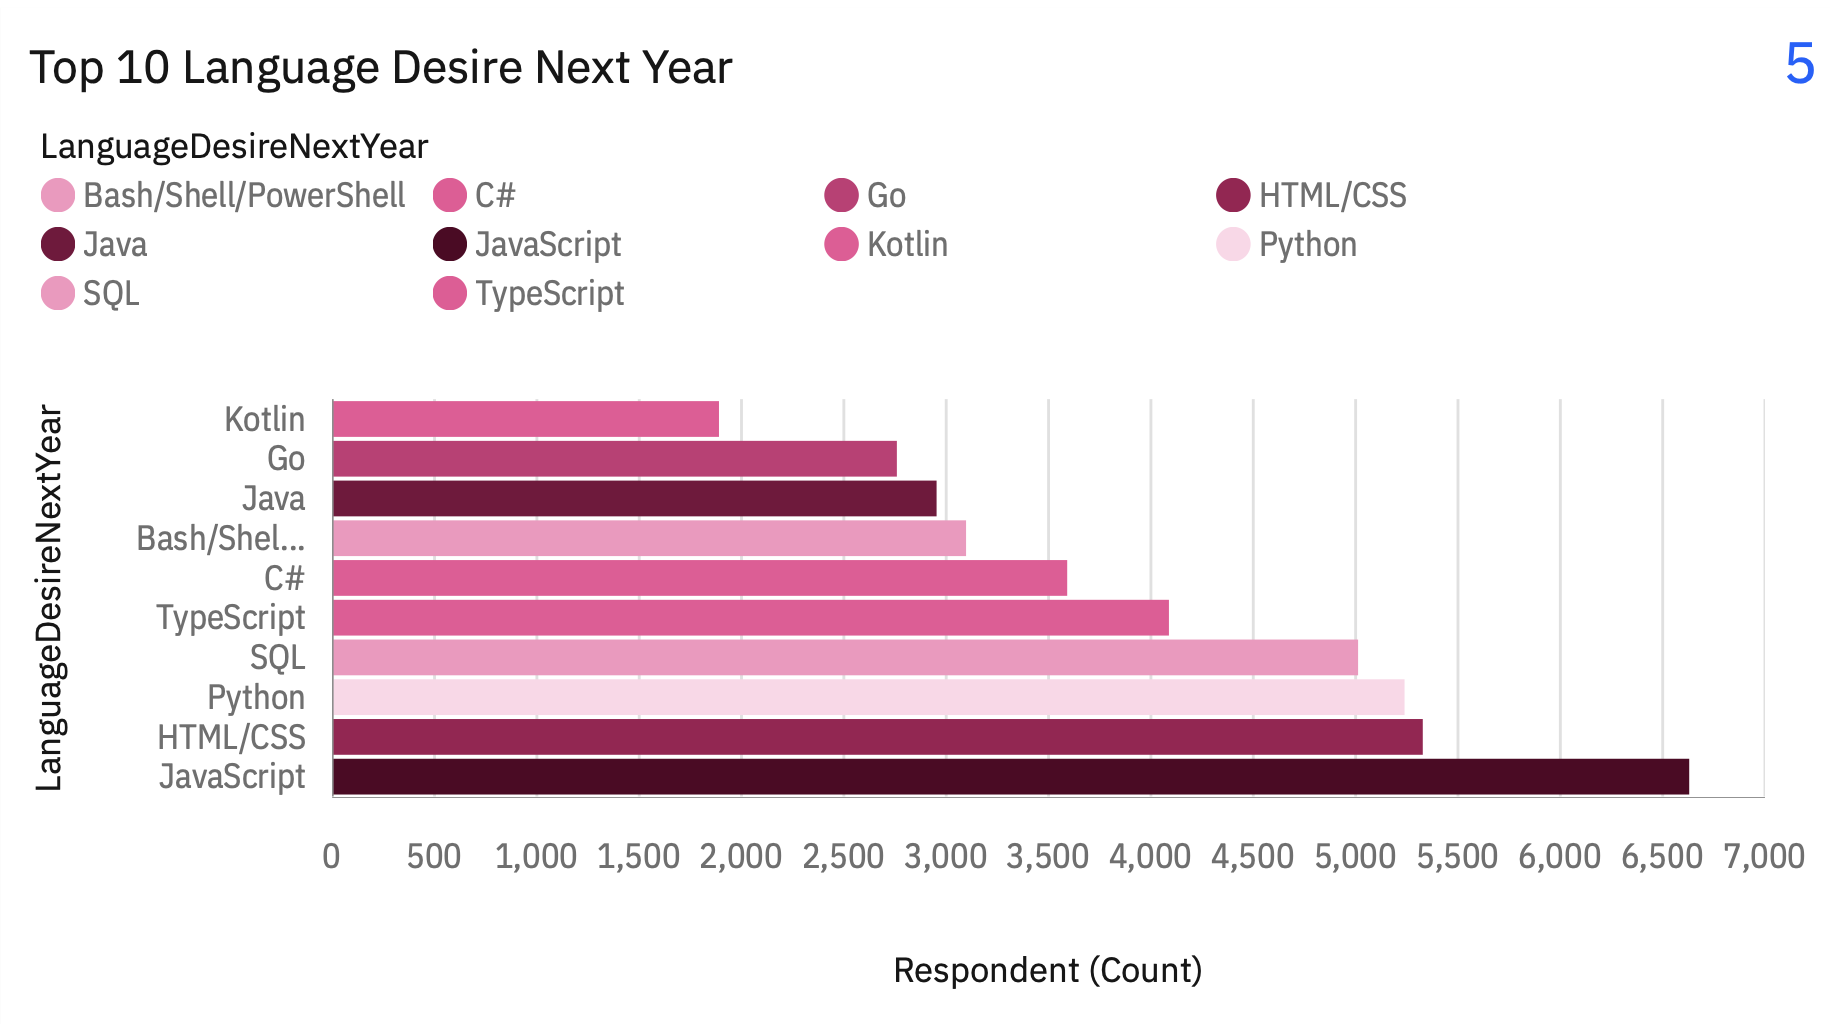 Top 10 Language Desire Next Year 5
LanguageDesireNextYear
Bash/Shell/PowerShell C# Go HTML/CSS
Java JavaScript Kotlin Python
SQL TypeScript
LanguageDesireNextYear
Kotlin
Go
Java
Bash/Shel...
C#
TypeScript
SQL
Python
HTML/CSS
JavaScript
0 500 1,000 1,500 2,000 2,500 3,000 3,500 4,000 4,500 5,000 5,500 6,000 6,500 7,000
Respondent (Count)